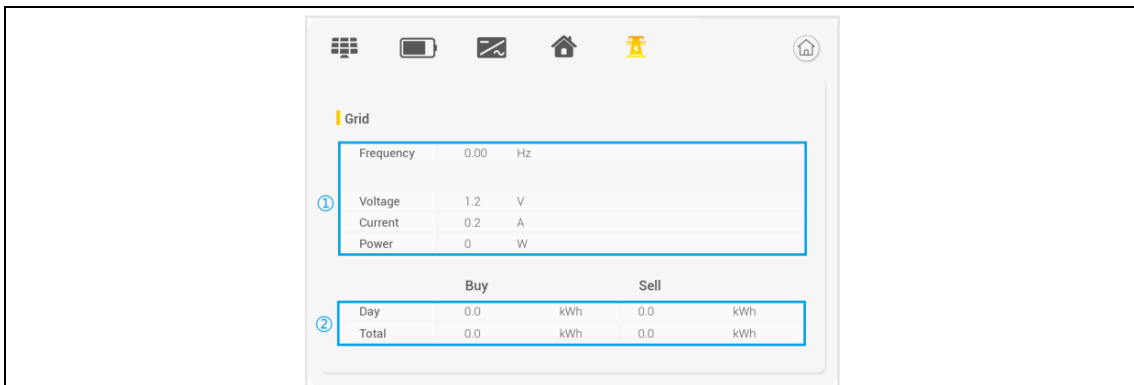 Grid
Frequency 0.00 Hz
① Voltage 1.2 V
Current 0.2 A
Power 0 W
Buy Sell
Day 0.0 kWh 0.0 kWh
② Total 0.0 kWh 0.0 kWh